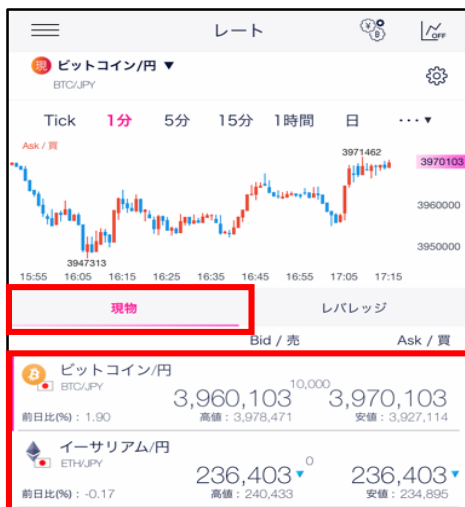 レート
¥ B OFF
現 ビットコイン/円 ▼
BTC/JPY
Tick 1分 5分 15分 1時間 日 ・・・▼
Ask / 買
3971462
3970103
3960000
3950000
3947313
15:55 16:05 16:15 16:25 16:35 16:45 16:55 17:05 17:15
現物 レバレッジ
Bid / 売 Ask / 買
ビットコイン/円
BTC/JPY
3,960,103 10,000 3,970,103
前日比(%) : 1.90 高値 : 3,978,471 安値 : 3,927,114
イーサリアム/円
ETH/JPY
236,403▼ 0 236,403▼
前日比(%) : -0.17 高値 : 240,433 安値 : 234,895